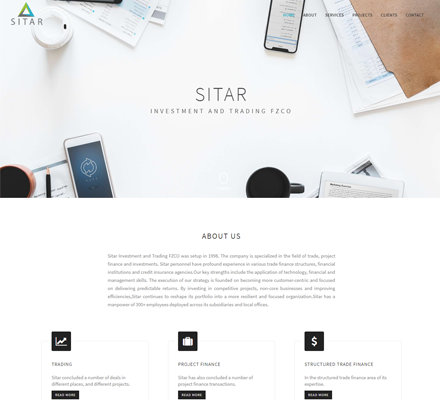 SITAR
HOME ABOUT SERVICES PROJECTS CLIENTS CONTACT
SITAR
INVESTMENT AND TRADING FZCO
ABOUT US
Sitar Investment and Trading FZCO was setup in 1998. The company is specialized in the field of trade, project
finance and investments. Sitar personnel have profound experience in various trade finance structures, financial
institutions and credit insurance agencies.Our key strengths include the application of technology, financial and
management skills. The execution of our strategy is founded on becoming more customer-centric and focused
on delivering predictable returns. By investing in competitive projects, non-core businesses and improving
efficiencies,Sitar continues to reshape its portfolio into a more resilient and focused organization.Sitar has a
manpower of 300+ employees deployed across its subsidiaries and local offices.
TRADING
Sitar concluded a number of deals in
different places, and different projects.
READ MORE
PROJECT FINANCE
Sitar has also concluded a number of
project finance transactions.
READ MORE
STRUCTURED TRADE FINANCE
In the structured trade finance area of its
expertise.
READ MORE